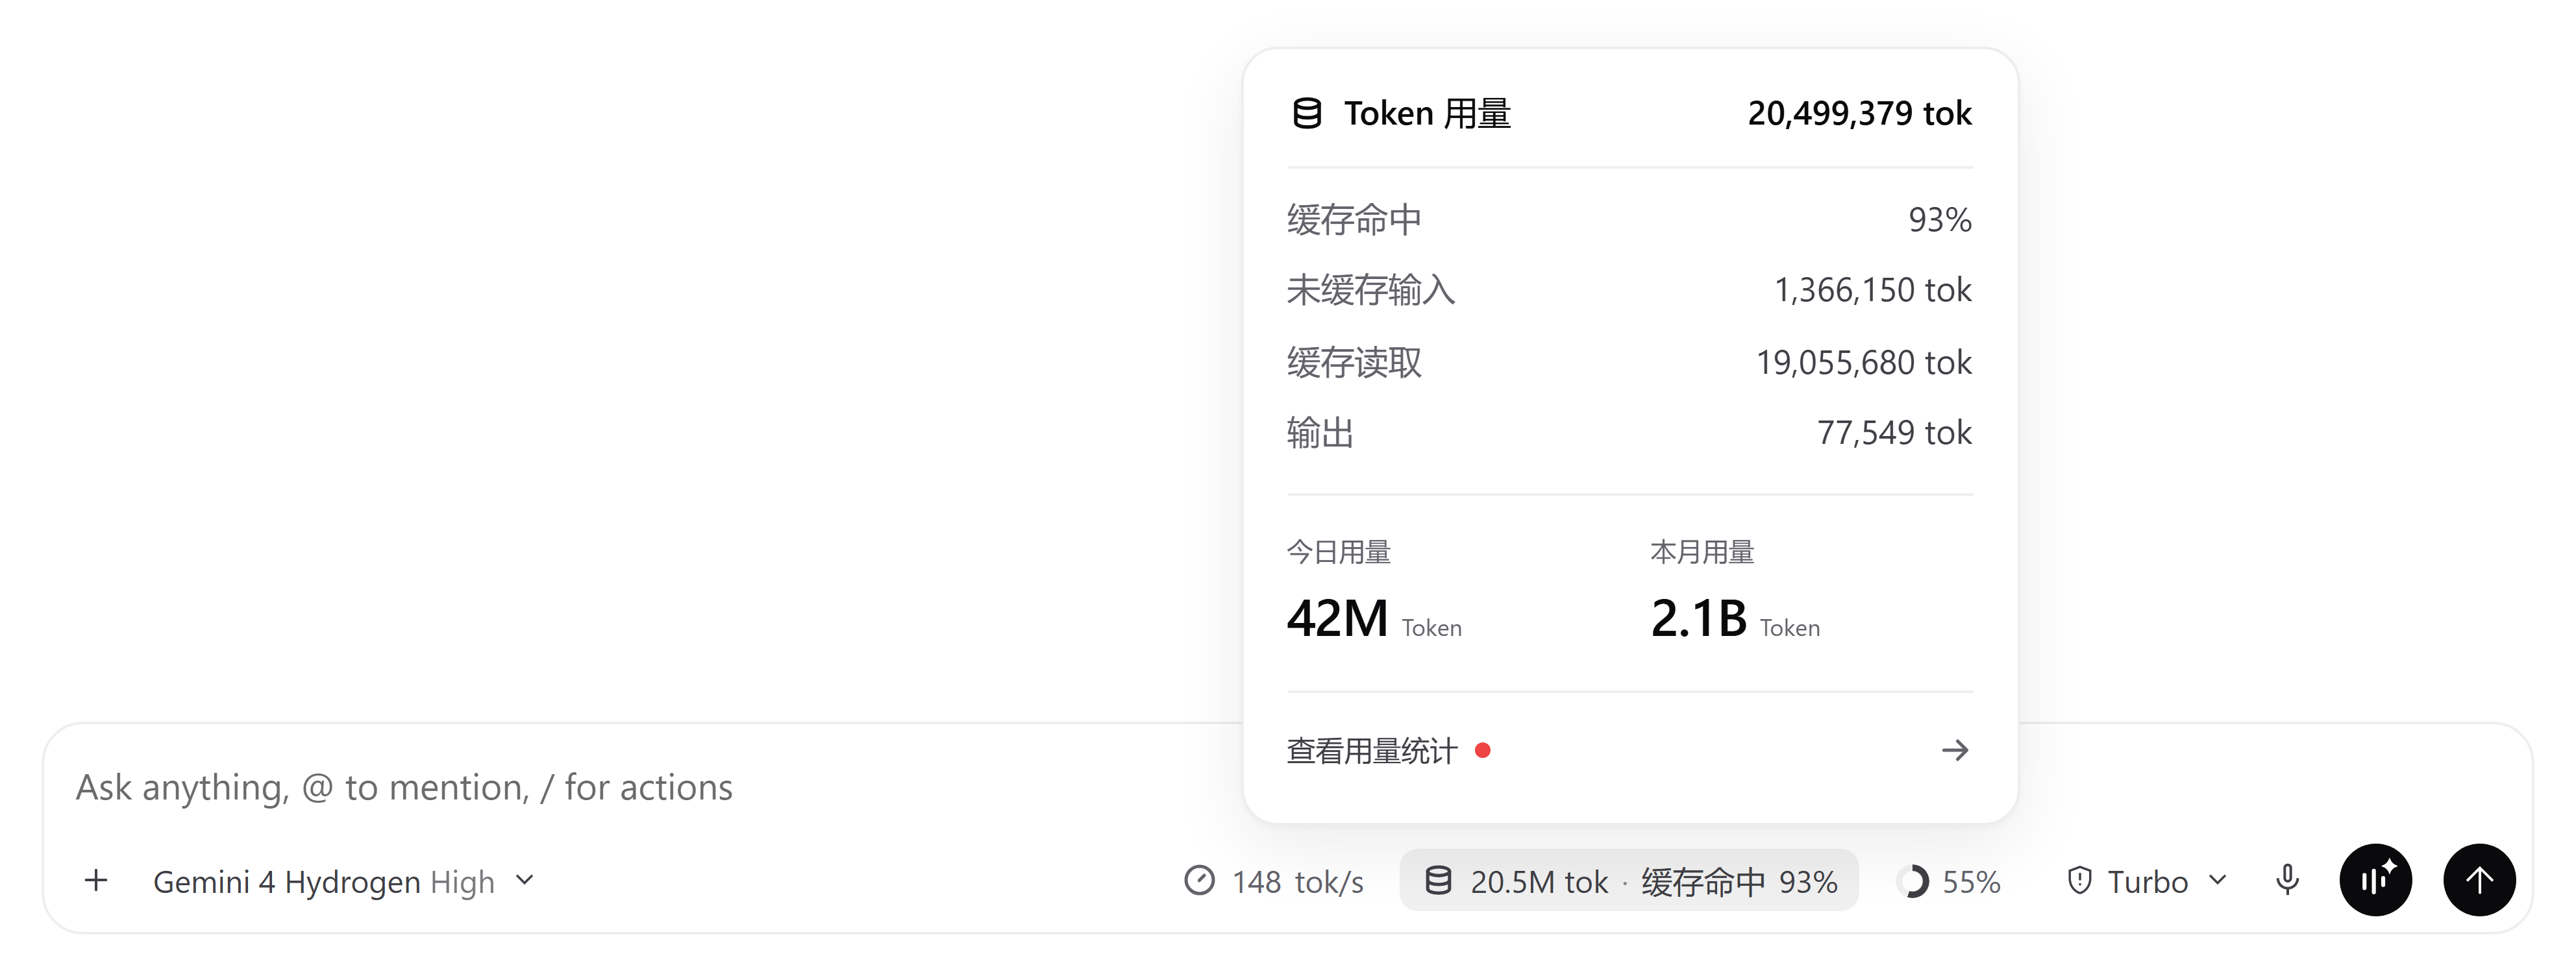 Token 用量 20,499,379 tok
缓存命中 93%
未缓存输入 1,366,150 tok
缓存读取 19,055,680 tok
输出 77,549 tok
今日用量 本月用量
42M Token 2.1B Token
查看用量统计
Ask anything, @ to mention, / for actions
Gemini 4 Hydrogen High 148 tok/s 20.5M tok · 缓存命中 93% 55% Turbo